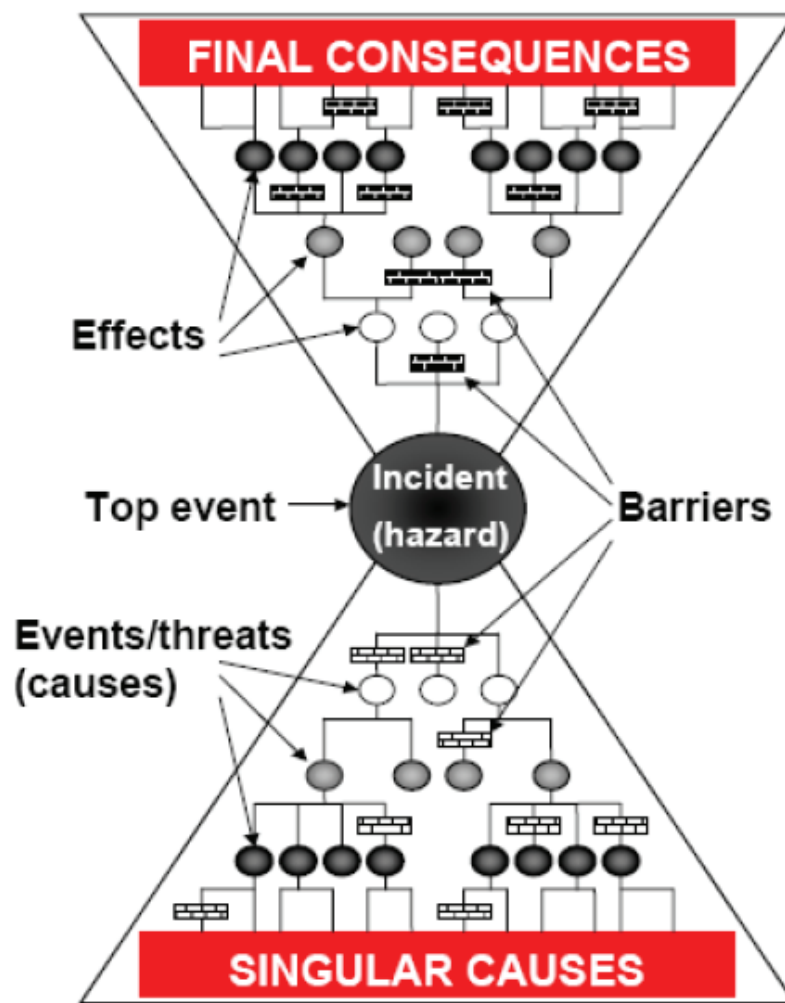 FINAL CONSEQUENCES
Effects
Incident
(hazard)
Top event
Barriers
Events/threats
(causes)
SINGULAR CAUSES